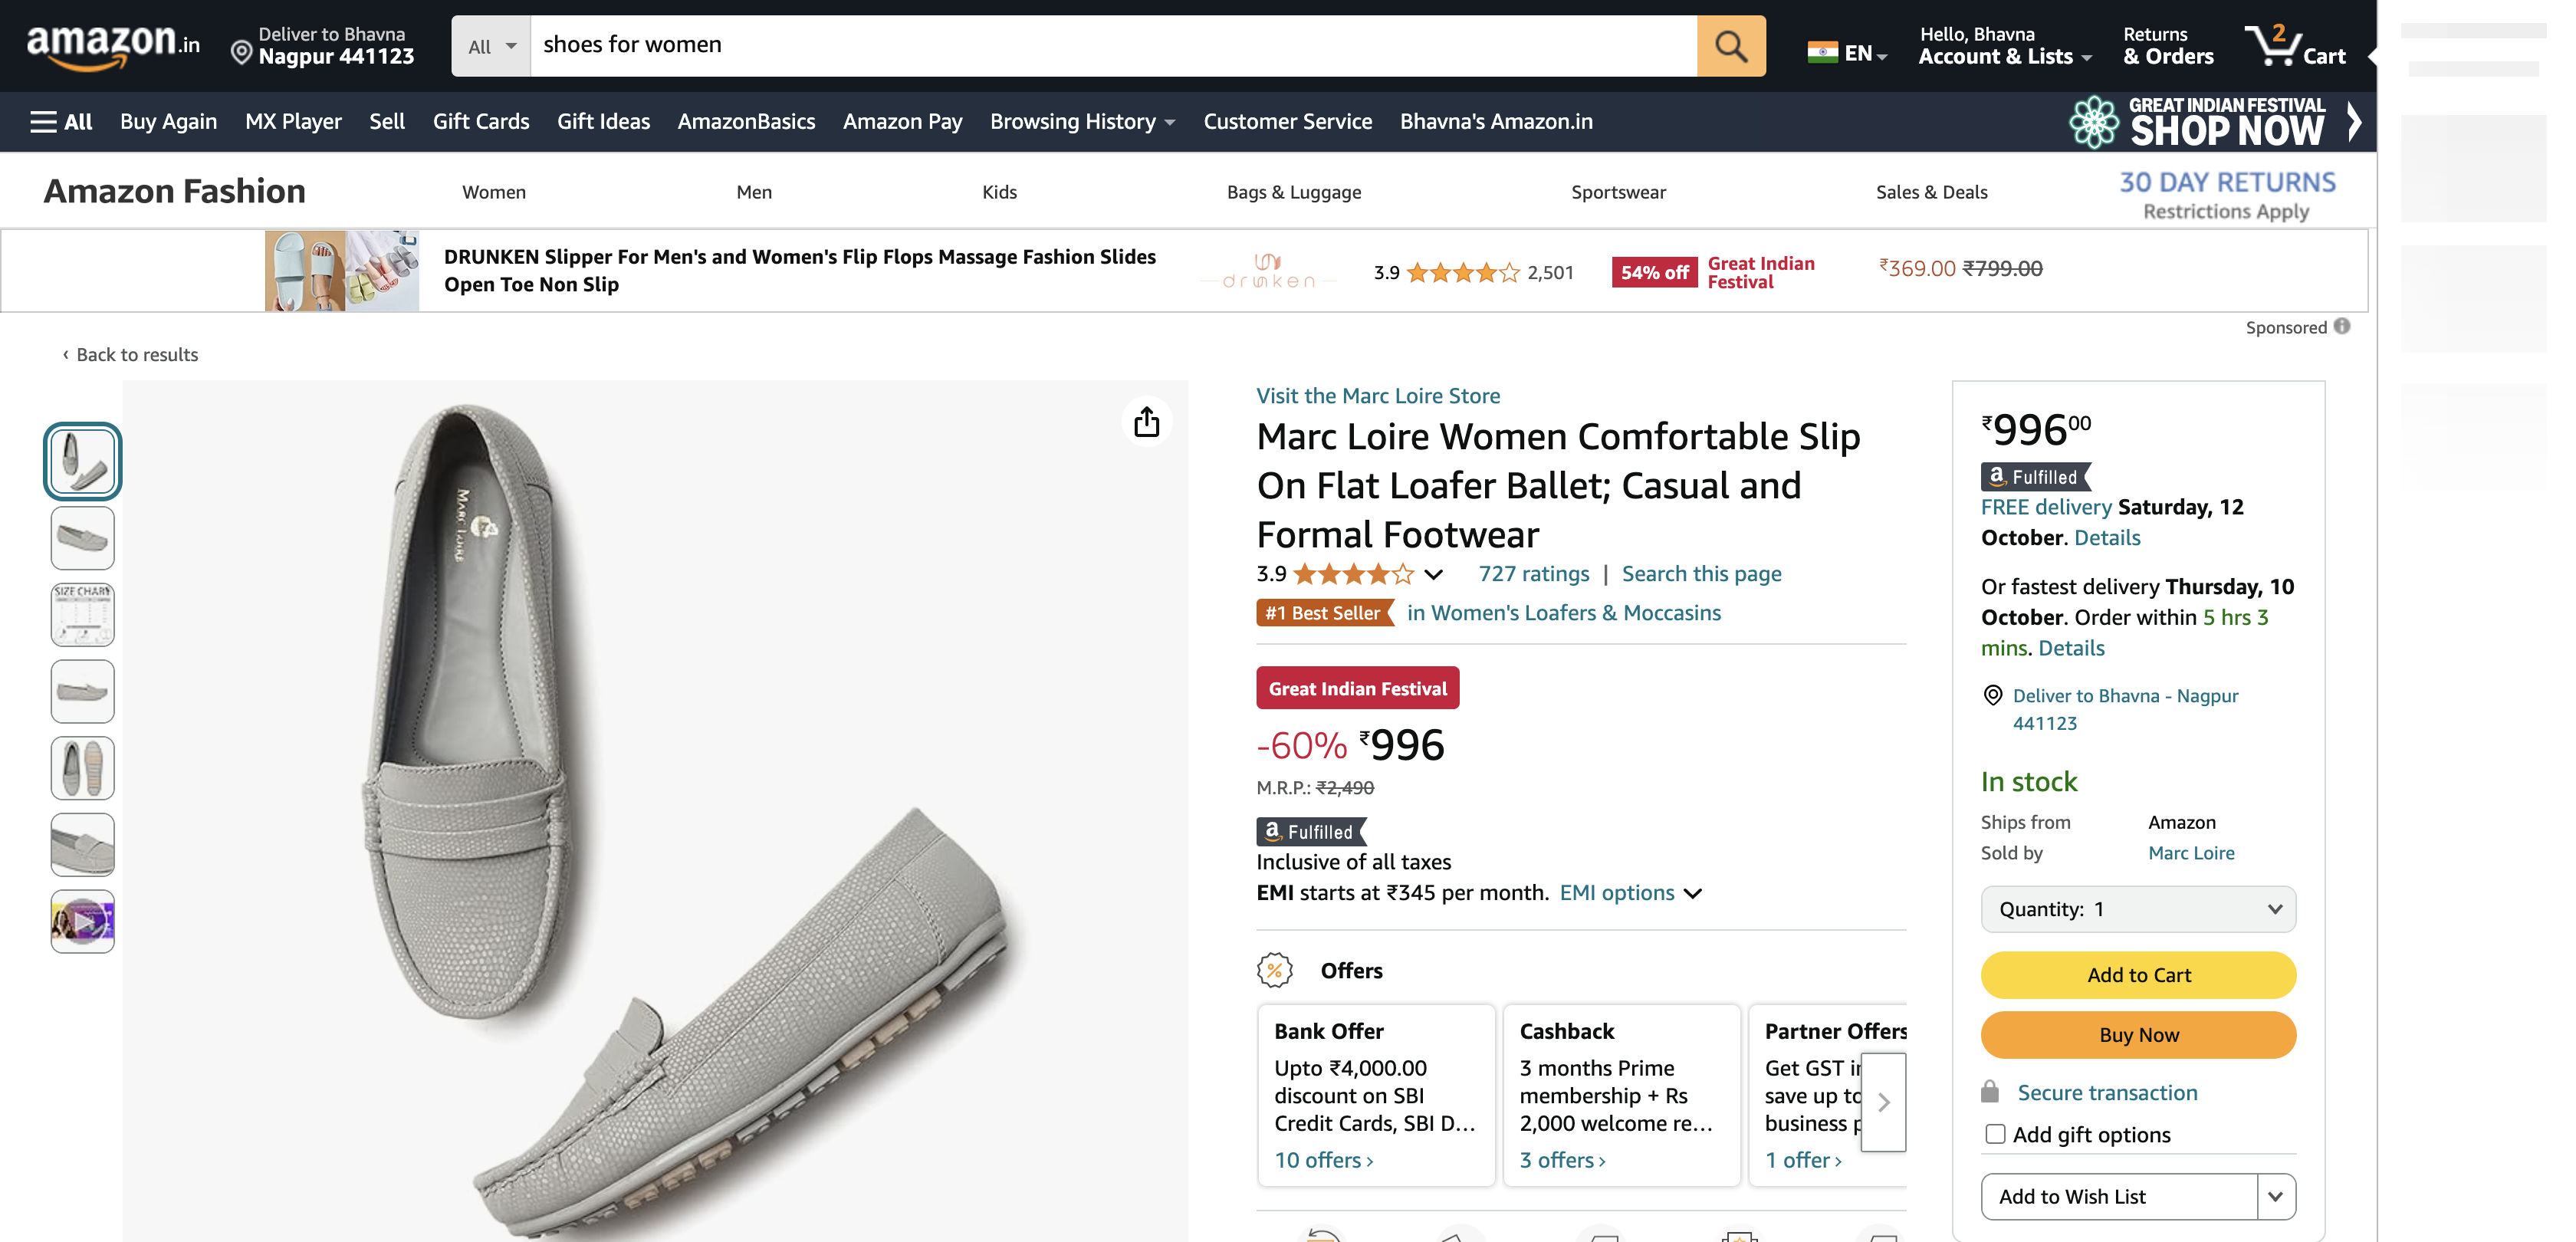 amazon.in
Deliver to Bhavna
Nagpur 441123
All
shoes for women
EN
Hello, Bhavna
Account & Lists
Returns
& Orders
2
Cart
All
Buy Again
MX Player
Sell
Gift Cards
Gift Ideas
AmazonBasics
Amazon Pay
Browsing History
Customer Service
Bhavna's Amazon.in
GREAT INDIAN FESTIVAL
SHOP NOW
Amazon Fashion
Women
Men
Kids
Bags & Luggage
Sportswear
Sales & Deals
30 DAY RETURNS
Restrictions Apply
DRUNKEN Slipper For Men's and Women's Flip Flops Massage Fashion Slides
Open Toe Non Slip
drunken
3.9
2,501
54% off
Great Indian
Festival
₹369.00 ₹799.00
Sponsored
‹ Back to results
SIZE CHART
MARC LOIRE
Visit the Marc Loire Store
Marc Loire Women Comfortable Slip
On Flat Loafer Ballet; Casual and
Formal Footwear
3.9
727 ratings | Search this page
#1 Best Seller in Women's Loafers & Moccasins
Great Indian Festival
-60% ₹996
M.R.P.: ₹2,490
a Fulfilled
Inclusive of all taxes
EMI starts at ₹345 per month. EMI options
% Offers
Bank Offer
Upto ₹4,000.00
discount on SBI
Credit Cards, SBI D…
10 offers ›
Cashback
3 months Prime
membership + Rs
2,000 welcome re…
3 offers ›
Partner Offers
Get GST in
save up to
business p
1 offer ›
₹996 00
a Fulfilled
FREE delivery Saturday, 12
October. Details
Or fastest delivery Thursday, 10
October. Order within 5 hrs 3
mins. Details
Deliver to Bhavna - Nagpur
441123
In stock
Ships from Amazon
Sold by Marc Loire
Quantity: 1
Add to Cart
Buy Now
Secure transaction
Add gift options
Add to Wish List